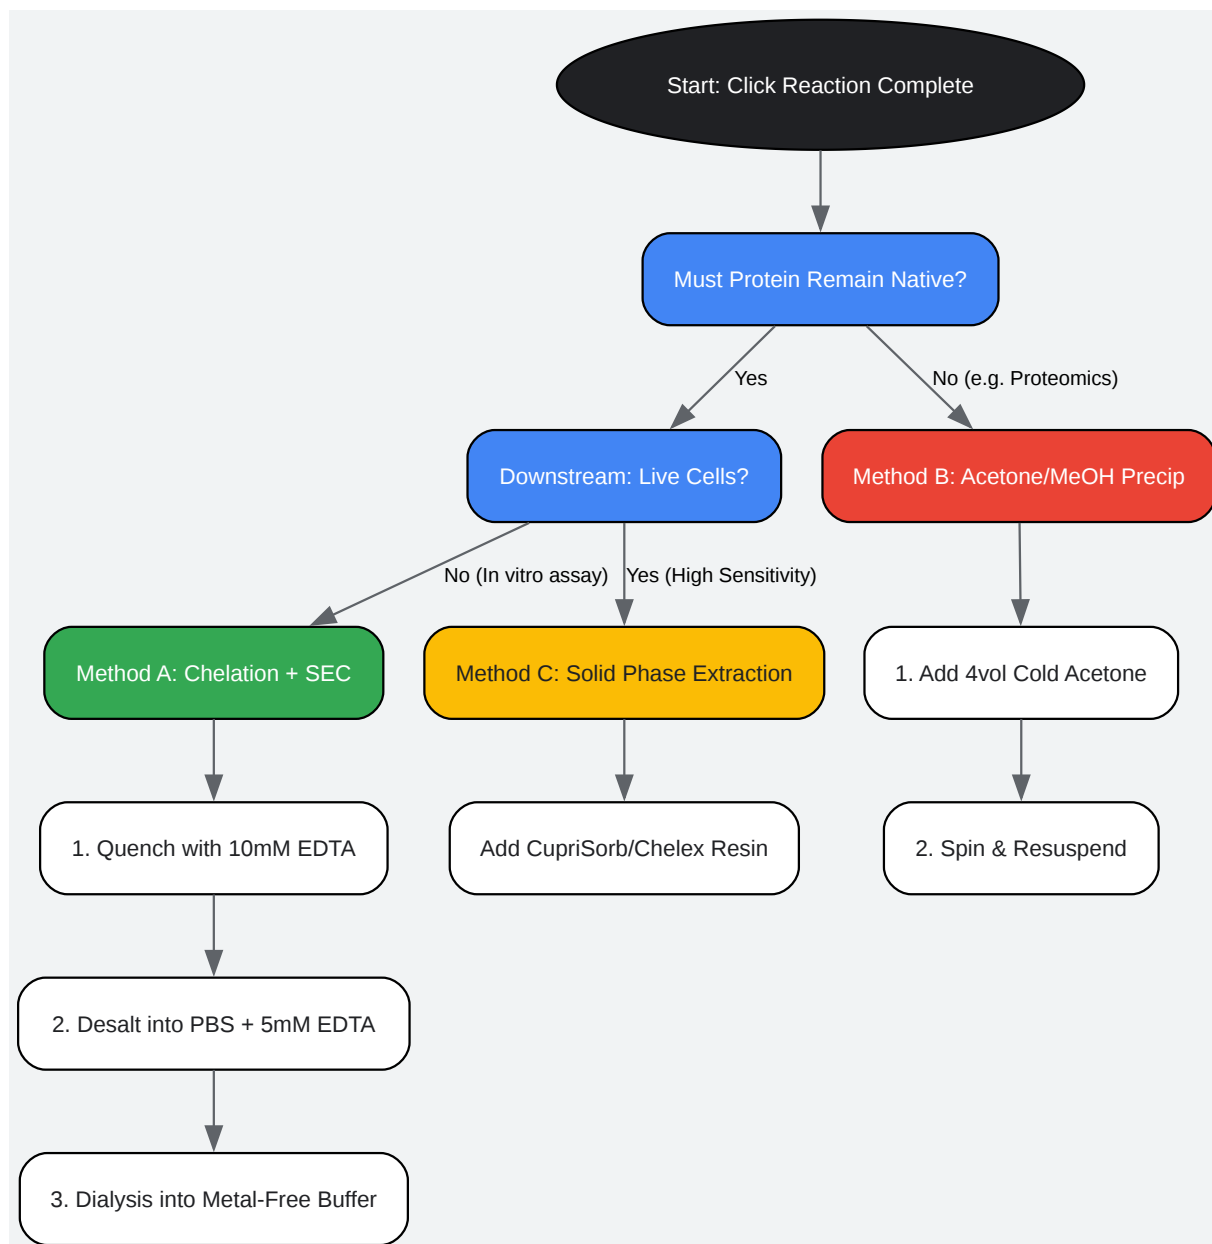 Start: Click Reaction Complete
Must Protein Remain Native?
Yes
No (e.g. Proteomics)
Downstream: Live Cells?
Method B: Acetone/MeOH Precip
No (In vitro assay)
Yes (High Sensitivity)
Method A: Chelation + SEC
Method C: Solid Phase Extraction
1. Add 4vol Cold Acetone
1. Quench with 10mM EDTA
Add CupriSorb/Chelex Resin
2. Spin & Resuspend
2. Desalt into PBS + 5mM EDTA
3. Dialysis into Metal-Free Buffer